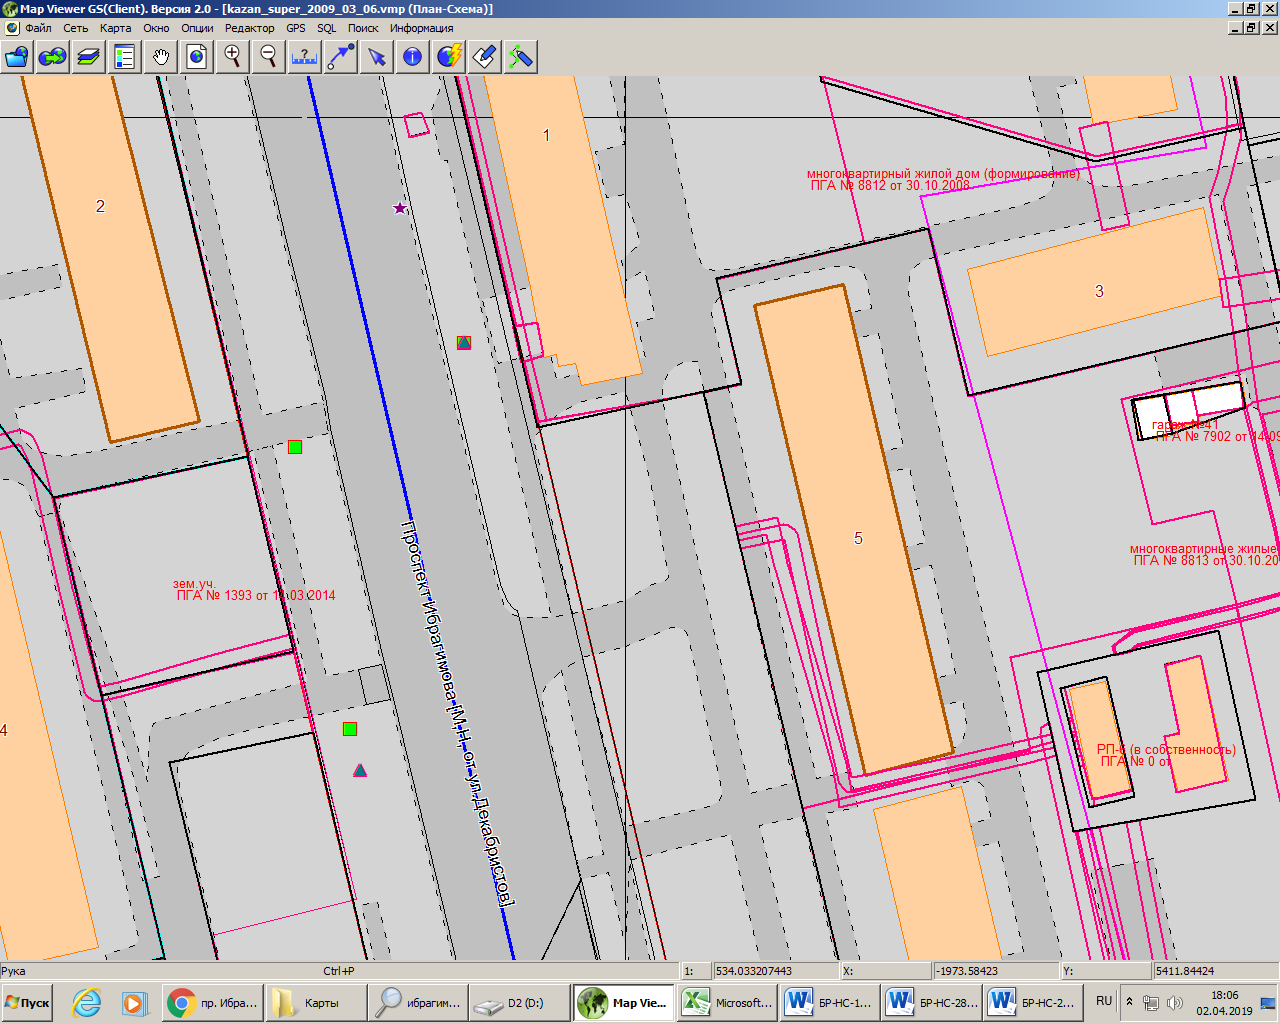 Map Viewer GS(Client). Версия 2.0 - [kazan_super_2009_03_06.vmp (План-Схема)]
Файл Сеть Карта Окно Опции Редактор GPS SQL Поиск Информация
1
2
многоквартирный жилой дом (формирование)
ПГА № 8812 от 30.10.2008
3
гараж №41
ПГА № 7902 от 14.09
5
многоквартирные жилые
ПГА № 8813 от 30.10.20
зем.уч.
ПГА № 1393 от 11.03.2014
Проспект Ибрагимова [М,Н, от ул.Декабристов]
4
РП-6 (в собственность)
ПГА № 0 от
Рука Ctrl+P 1: 534.033207443 X: -1973.58423 Y: 5411.84424
Пуск пр. Ибра... Карты ибрагим... D2 (D:) Map Vie... Microsoft... БР-НС-1... БР-НС-28... БР-НС-2... RU 18:06
02.04.2019